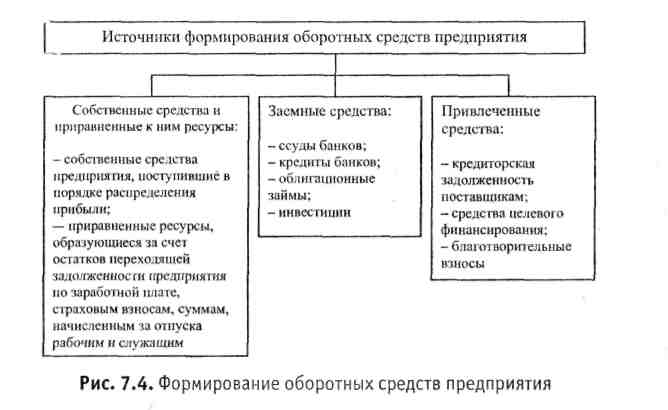 Источники формирования оборотных средств предприятия
Собственные средства и
приравненные к ним ресурсы:
– собственные средства
предприятия, поступившие в
порядке распределения
прибыли;
— приравненные ресурсы,
образующиеся за счет
остатков переходящей
задолженности предприятия
по заработной плате,
страховым взносам, суммам,
начисленным за отпуска
рабочим и служащим
Заемные средства:
– ссуды банков;
– кредиты банков;
– облигационные
займы;
– инвестиции
Привлеченные
средства:
– кредиторская
задолженность
поставщикам;
– средства целевого
финансирования;
– благотворительные
взносы
Рис. 7.4. Формирование оборотных средств предприятия